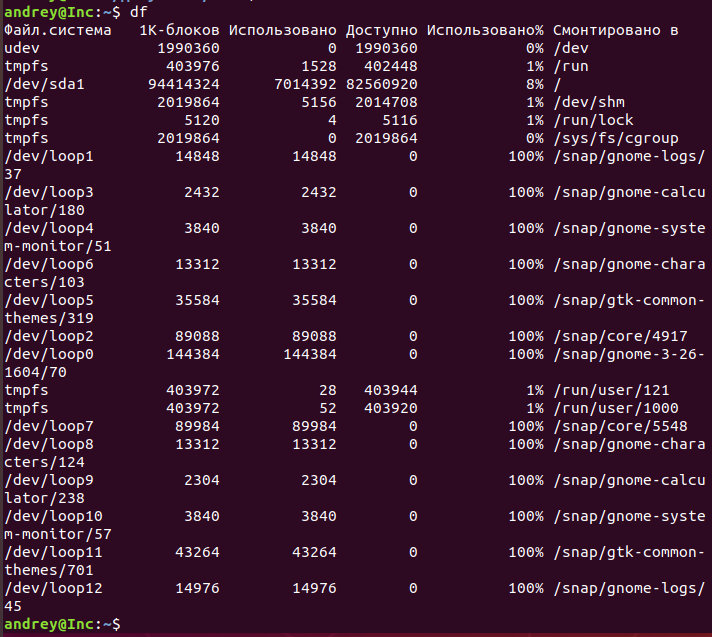 andrey@Inc:~$ df
Файл.система   1K-блоков Использовано Доступно Использовано% Смонтировано в
udev             1990360            0  1990360            0% /dev
tmpfs             403976         1528   402448            1% /run
/dev/sda1       94414324      7014392 82560920            8% /
tmpfs            2019864         5156  2014708            1% /dev/shm
tmpfs               5120            4     5116            1% /run/lock
tmpfs            2019864            0  2019864            0% /sys/fs/cgroup
/dev/loop1         14848        14848        0          100% /snap/gnome-logs/
37
/dev/loop3          2432         2432        0          100% /snap/gnome-calcu
lator/180
/dev/loop4          3840         3840        0          100% /snap/gnome-syste
m-monitor/51
/dev/loop6         13312        13312        0          100% /snap/gnome-chara
cters/103
/dev/loop5         35584        35584        0          100% /snap/gtk-common-
themes/319
/dev/loop2         89088        89088        0          100% /snap/core/4917
/dev/loop0        144384       144384        0          100% /snap/gnome-3-26-
1604/70
tmpfs             403972           28   403944            1% /run/user/121
tmpfs             403972           52   403920            1% /run/user/1000
/dev/loop7         89984        89984        0          100% /snap/core/5548
/dev/loop8         13312        13312        0          100% /snap/gnome-chara
cters/124
/dev/loop9          2304         2304        0          100% /snap/gnome-calcu
lator/238
/dev/loop10         3840         3840        0          100% /snap/gnome-syste
m-monitor/57
/dev/loop11        43264        43264        0          100% /snap/gtk-common-
themes/701
/dev/loop12        14976        14976        0          100% /snap/gnome-logs/
45
andrey@Inc:~$